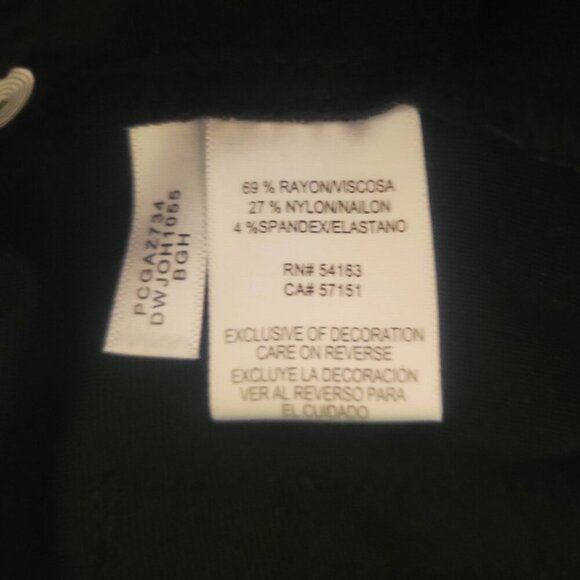 PCGA2734
DWJOH1055
BGH
69 % RAYON/VISCOSA
27 % NYLON/NAILON
4 %SPANDEX/ELASTANO
RN# 54163
CA# 57151
EXCLUSIVE OF DECORATION
CARE ON REVERSE
EXCLUYE LA DECORACIÓN
VER AL REVERSO PARA
EL CUIDADO